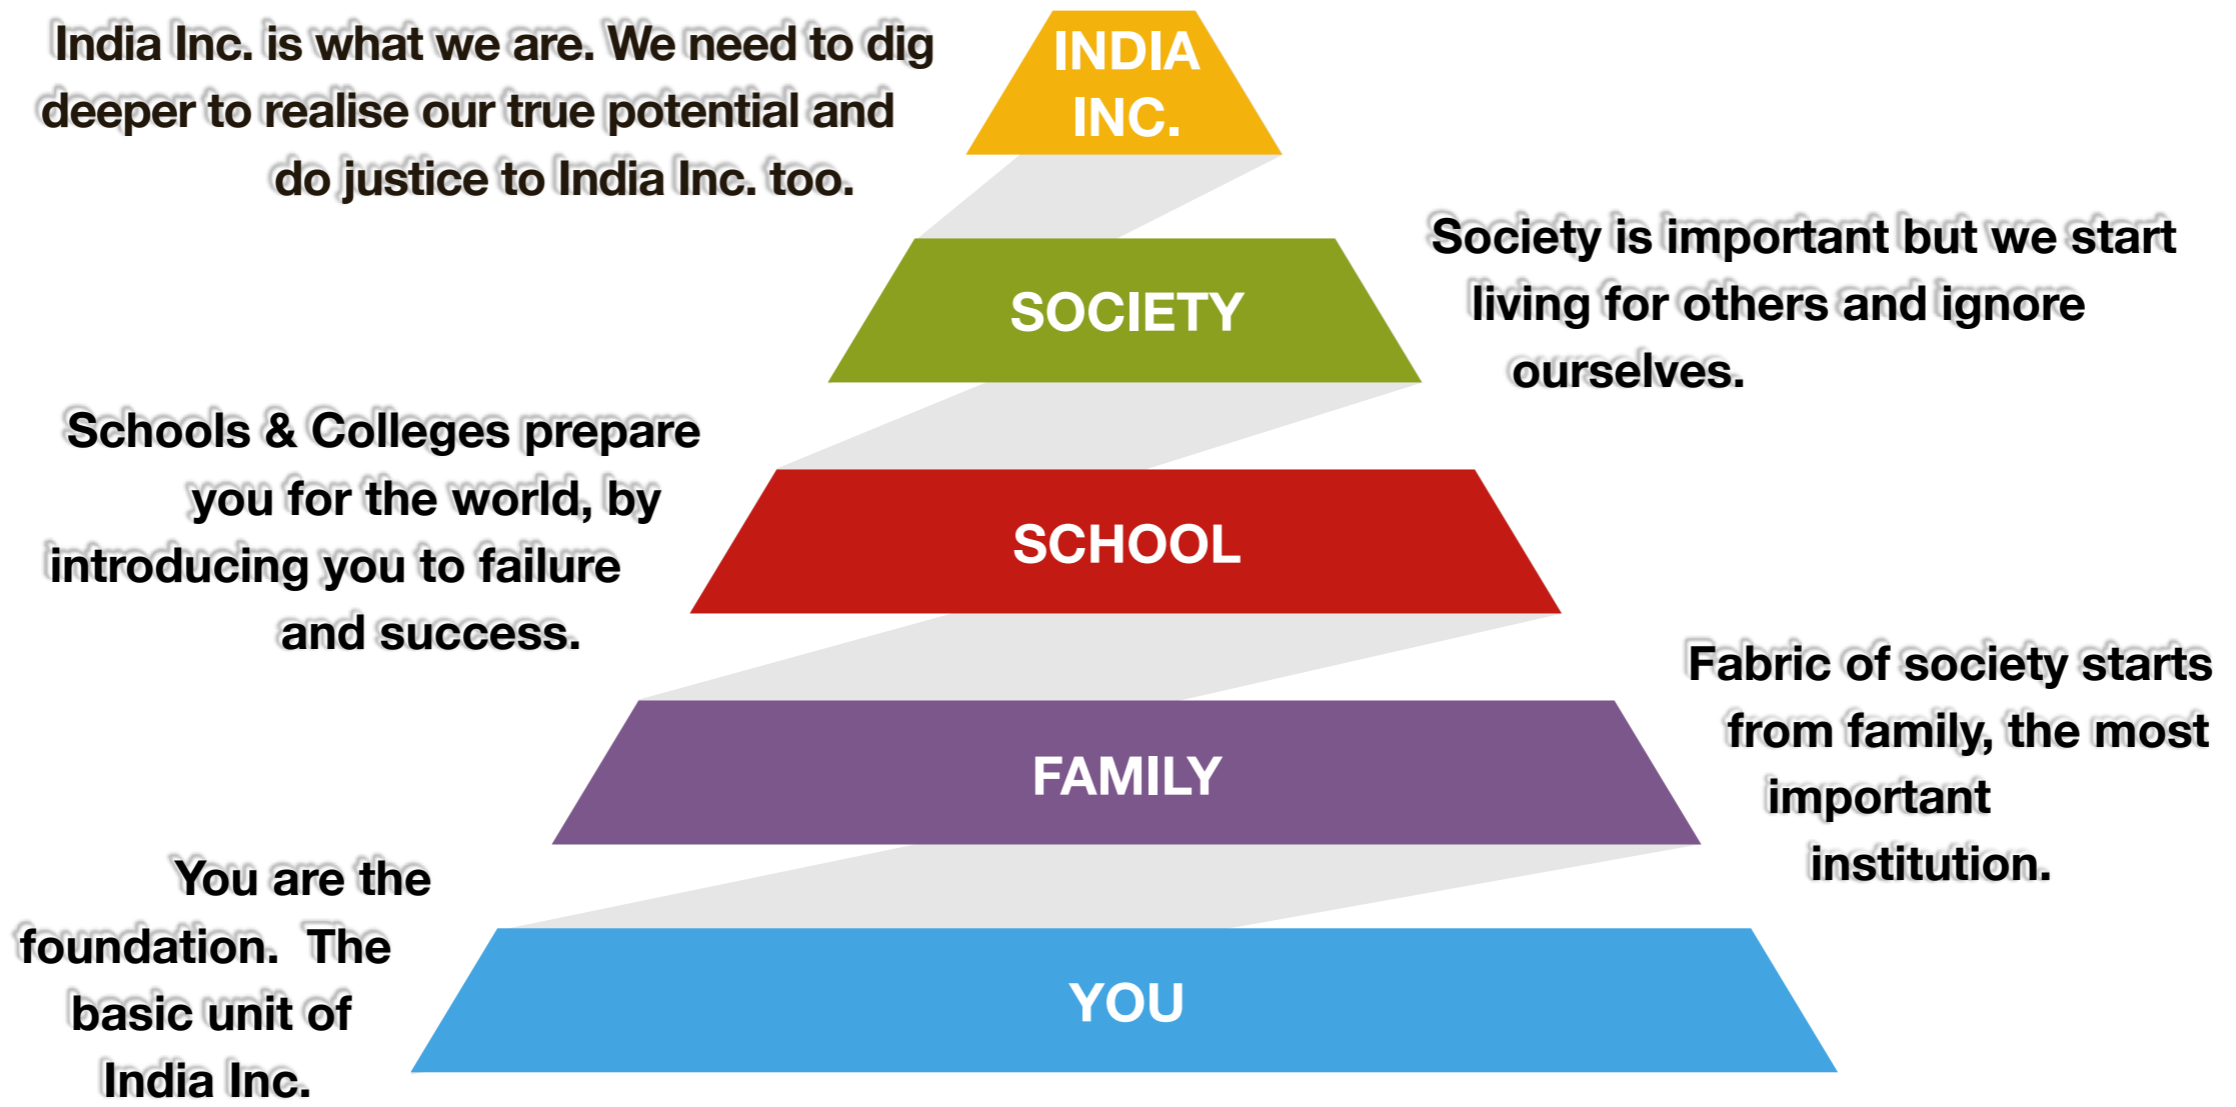 India Inc. is what we are. We need to dig
deeper to realise our true potential and
do justice to India Inc. too.
INDIA
INC.
Society is important but we start
living for others and ignore
ourselves.
SOCIETY
Schools & Colleges prepare
you for the world, by
introducing you to failure
and success.
SCHOOL
Fabric of society starts
from family, the most
important
institution.
FAMILY
You are the
foundation. The
basic unit of
India Inc.
YOU